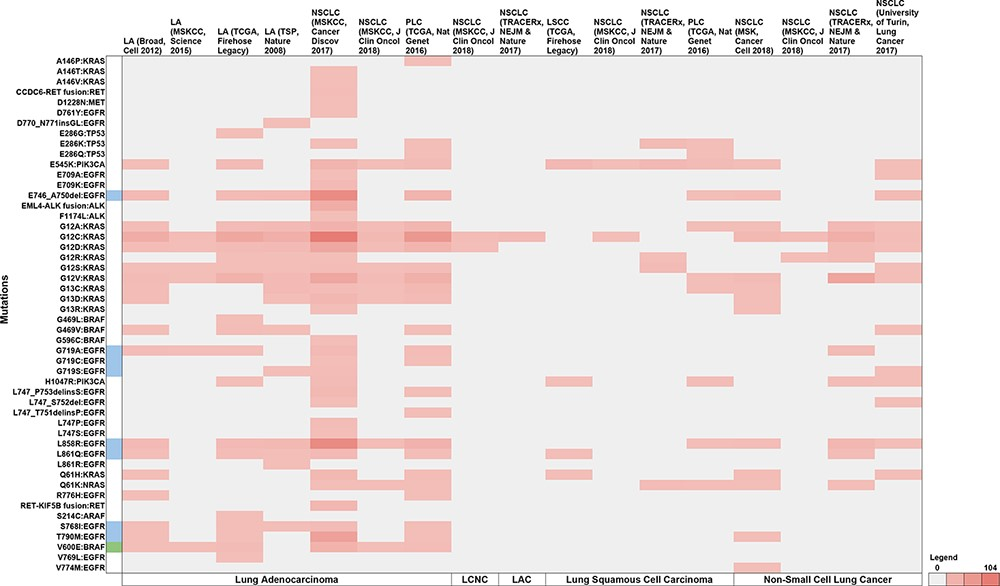 LA (Broad, Cell 2012)
LA (MSKCC, Science 2015)
LA (TCGA, Firehose Legacy)
LA (TSP, Nature 2008)
NSCLC (MSKCC, Cancer Discov 2017)
NSCLC (MSKCC, J Clin Oncol 2018)
PLC (TCGA, Nat Genet 2016)
NSCLC (MSKCC, J Clin Oncol 2018)
NSCLC (TRACERx, NEJM & Nature 2017)
LSCC (TCGA, Firehose Legacy)
NSCLC (MSKCC, J Clin Oncol 2018)
NSCLC (TRACERx, NEJM & Nature 2017)
PLC (TCGA, Nat Genet 2016)
NSCLC (MSK, Cancer Cell 2018)
NSCLC (MSKCC, J Clin Oncol 2018)
NSCLC (TRACERx, NEJM & Nature 2017)
NSCLC (University of Turin, Lung Cancer 2017)
Mutations
A146P:KRAS
A146T:KRAS
A146V:KRAS
CCDC6-RET fusion:RET
D1228N:MET
D761Y:EGFR
D770_N771insGL:EGFR
E286G:TP53
E286K:TP53
E286Q:TP53
E545K:PIK3CA
E709A:EGFR
E709K:EGFR
E746_A750del:EGFR
EML4-ALK fusion:ALK
F1174L:ALK
G12A:KRAS
G12C:KRAS
G12D:KRAS
G12R:KRAS
G12S:KRAS
G12V:KRAS
G13C:KRAS
G13D:KRAS
G13R:KRAS
G469L:BRAF
G469V:BRAF
G596C:BRAF
G719A:EGFR
G719C:EGFR
G719S:EGFR
H1047R:PIK3CA
L747_P753delinsS:EGFR
L747_S752del:EGFR
L747_T751delinsP:EGFR
L747P:EGFR
L747S:EGFR
L858R:EGFR
L861Q:EGFR
L861R:EGFR
Q61H:KRAS
Q61K:NRAS
R776H:EGFR
RET-KIF5B fusion:RET
S214C:ARAF
S768I:EGFR
T790M:EGFR
V600E:BRAF
V769L:EGFR
V774M:EGFR
Lung Adenocarcinoma
LCNC
LAC
Lung Squamous Cell Carcinoma
Non-Small Cell Lung Cancer
Legend
0 104